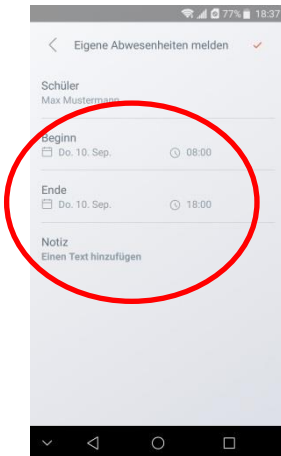 77% 18:37
Eigene Abwesenheiten melden
Schüler
Max Mustermann
Beginn
Do. 10. Sep. 08:00
Ende
Do. 10. Sep. 18:00
Notiz
Einen Text hinzufügen